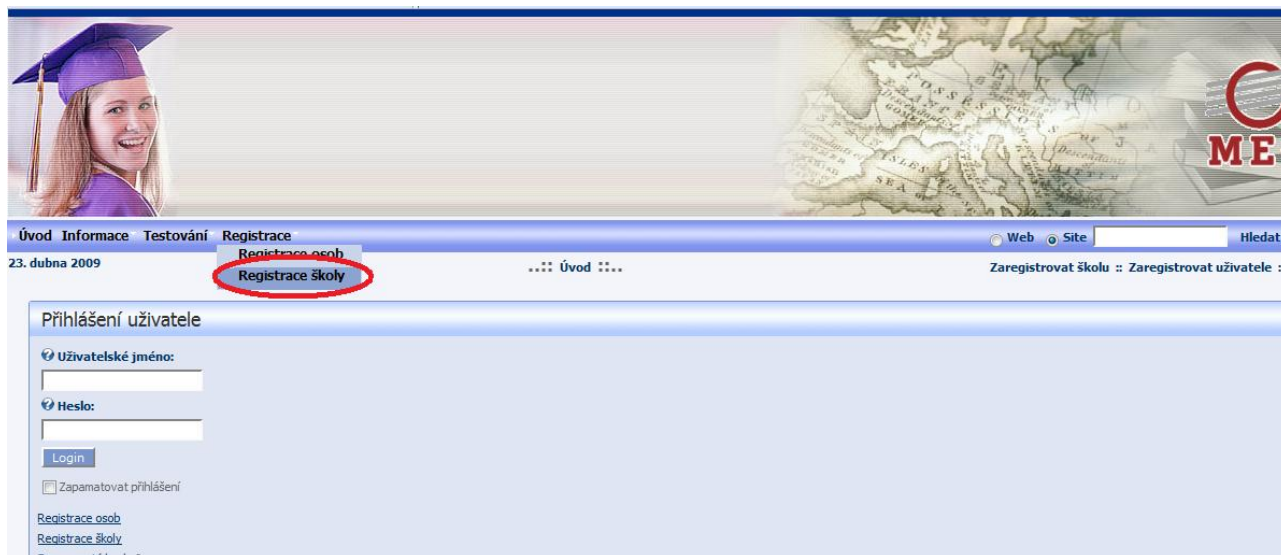 ME
Úvod Informace Testování Registrace
Web Site Hledat
Registrace osob
Registrace školy
23. dubna 2009
..:: Úvod ::..
Zaregistrovat školu :: Zaregistrovat uživatele :
Přihlášení uživatele
Uživatelské jméno:
Heslo:
Login
Zapamatovat přihlášení
Registrace osob
Registrace školy